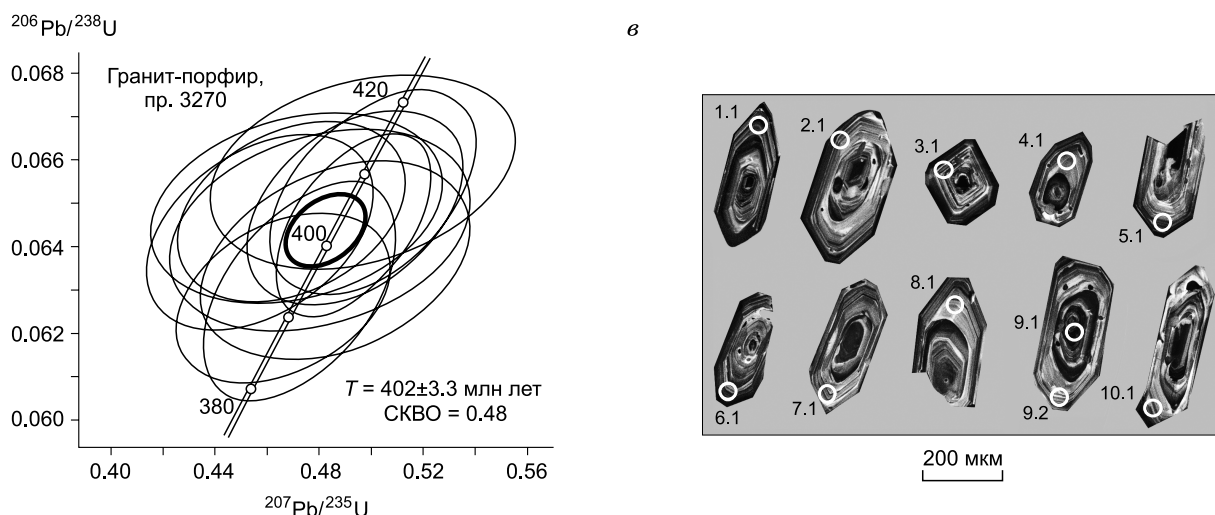 ²⁰⁶Pb/²³⁸U
0.068
0.066
0.064
0.062
0.060
Гранит-порфир,
пр. 3270
420
400
380
T = 402±3.3 млн лет
СКВО = 0.48
0.40 0.44 0.48 0.52 0.56
²⁰⁷Pb/²³⁵U
в
1.1 2.1 3.1 4.1 5.1
6.1 7.1 8.1 9.1 9.2 10.1
200 мкм